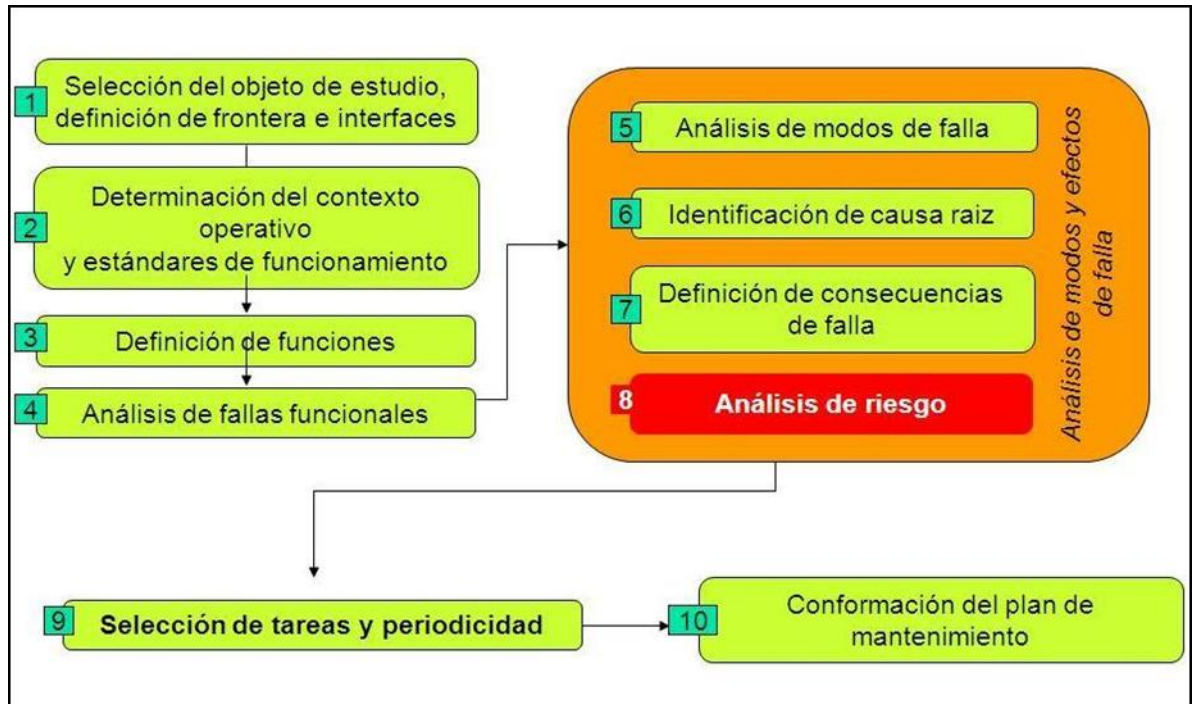 1
Selección del objeto de estudio,
definición de frontera e interfaces
2
Determinación del contexto
operativo
y estándares de funcionamiento
3
Definición de funciones
4
Análisis de fallas funcionales
5
Análisis de modos de falla
6
Identificación de causa raiz
7
Definición de consecuencias
de falla
8
Análisis de riesgo
Análisis de modos y efectos
de falla
9
Selección de tareas y periodicidad
10
Conformación del plan de
mantenimiento